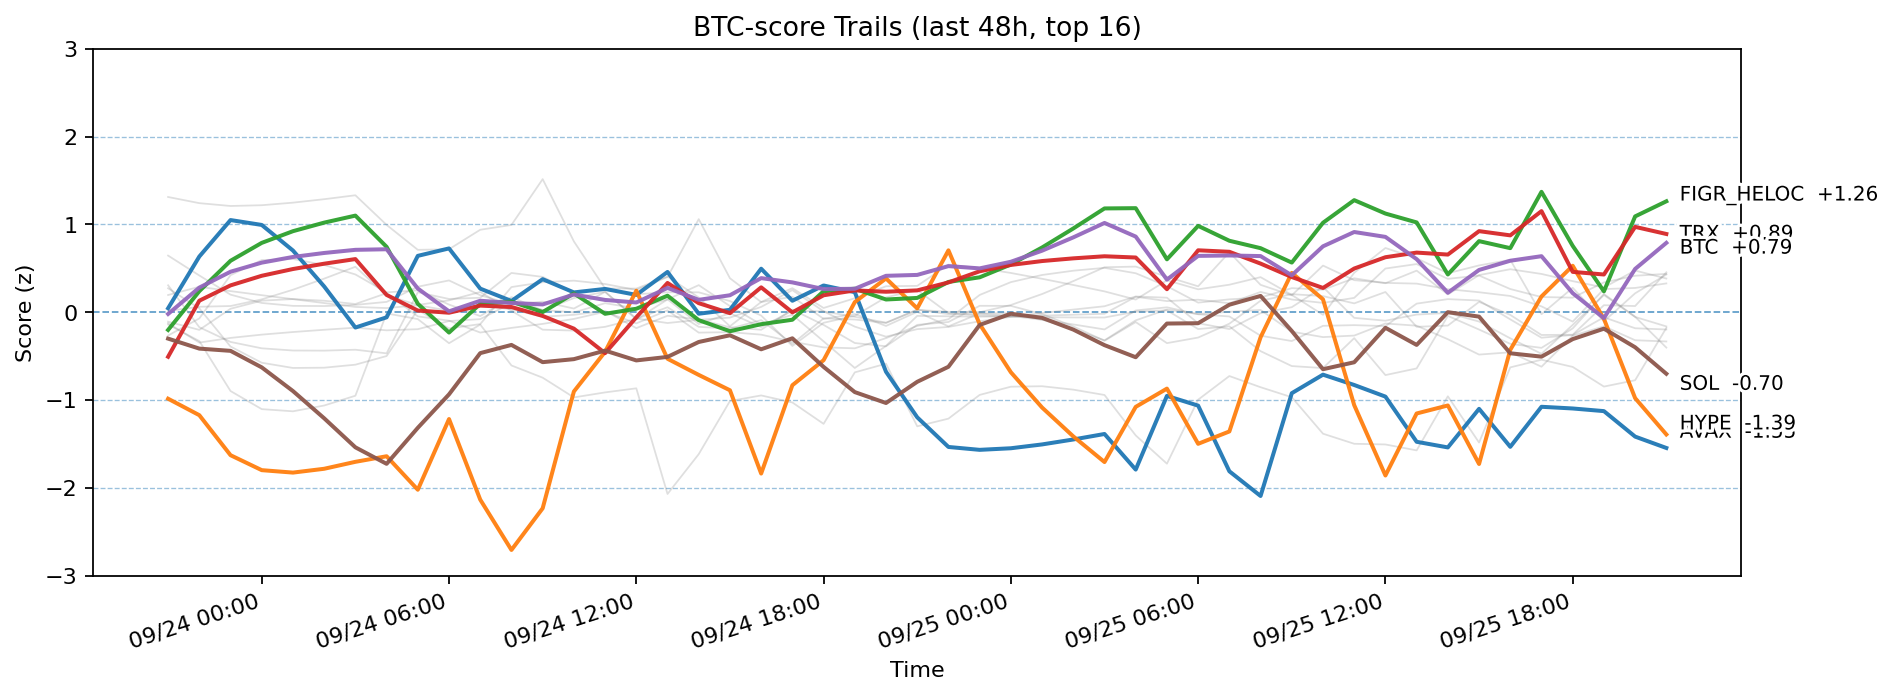 BTC-score Trails (last 48h, top 16)
Score (z)
3
2
1
0
−1
−2
−3
FIGR_HELOC +1.26
TRX +0.89
BTC +0.79
SOL -0.70
HYPE -1.39
09/24 00:00
09/24 06:00
09/24 12:00
09/24 18:00
09/25 00:00
09/25 06:00
09/25 12:00
09/25 18:00
Time